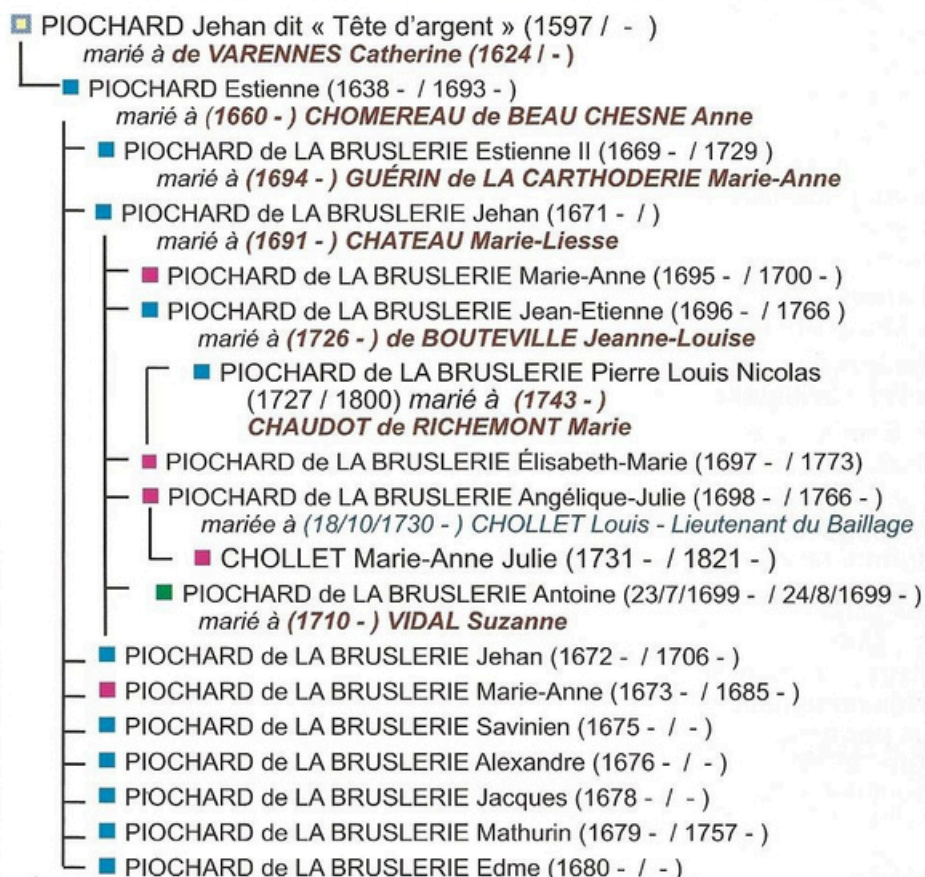 PIOCHARD Jehan dit « Tête d’argent » (1597 / - )
marié à de VARENNES Catherine (1624 / - )
PIOCHARD Estienne (1638 - / 1693 - )
marié à (1660 - ) CHOMEREAU de BEAU CHESNE Anne
PIOCHARD de LA BRUSLERIE Estienne II (1669 - / 1729 )
marié à (1694 - ) GUÉRIN de LA CARTHODERIE Marie-Anne
PIOCHARD de LA BRUSLERIE Jehan (1671 - / )
marié à (1691 - ) CHATEAU Marie-Liesse
PIOCHARD de LA BRUSLERIE Marie-Anne (1695 - / 1700 - )
PIOCHARD de LA BRUSLERIE Jean-Etienne (1696 - / 1766 )
marié à (1726 - ) de BOUTEVILLE Jeanne-Louise
PIOCHARD de LA BRUSLERIE Pierre Louis Nicolas
(1727 / 1800) marié à (1743 - )
CHAUDOT de RICHEMONT Marie
PIOCHARD de LA BRUSLERIE Élisabeth-Marie (1697 - / 1773)
PIOCHARD de LA BRUSLERIE Angélique-Julie (1698 - / 1766 - )
mariée à (18/10/1730 - ) CHOLLET Louis - Lieutenant du Baillage
CHOLLET Marie-Anne Julie (1731 - / 1821 - )
PIOCHARD de LA BRUSLERIE Antoine (23/7/1699 - / 24/8/1699 - )
marié à (1710 - ) VIDAL Suzanne
PIOCHARD de LA BRUSLERIE Jehan (1672 - / 1706 - )
PIOCHARD de LA BRUSLERIE Marie-Anne (1673 - / 1685 - )
PIOCHARD de LA BRUSLERIE Savinien (1675 - / - )
PIOCHARD de LA BRUSLERIE Alexandre (1676 - / - )
PIOCHARD de LA BRUSLERIE Jacques (1678 - / - )
PIOCHARD de LA BRUSLERIE Mathurin (1679 - / 1757 - )
PIOCHARD de LA BRUSLERIE Edme (1680 - / - )